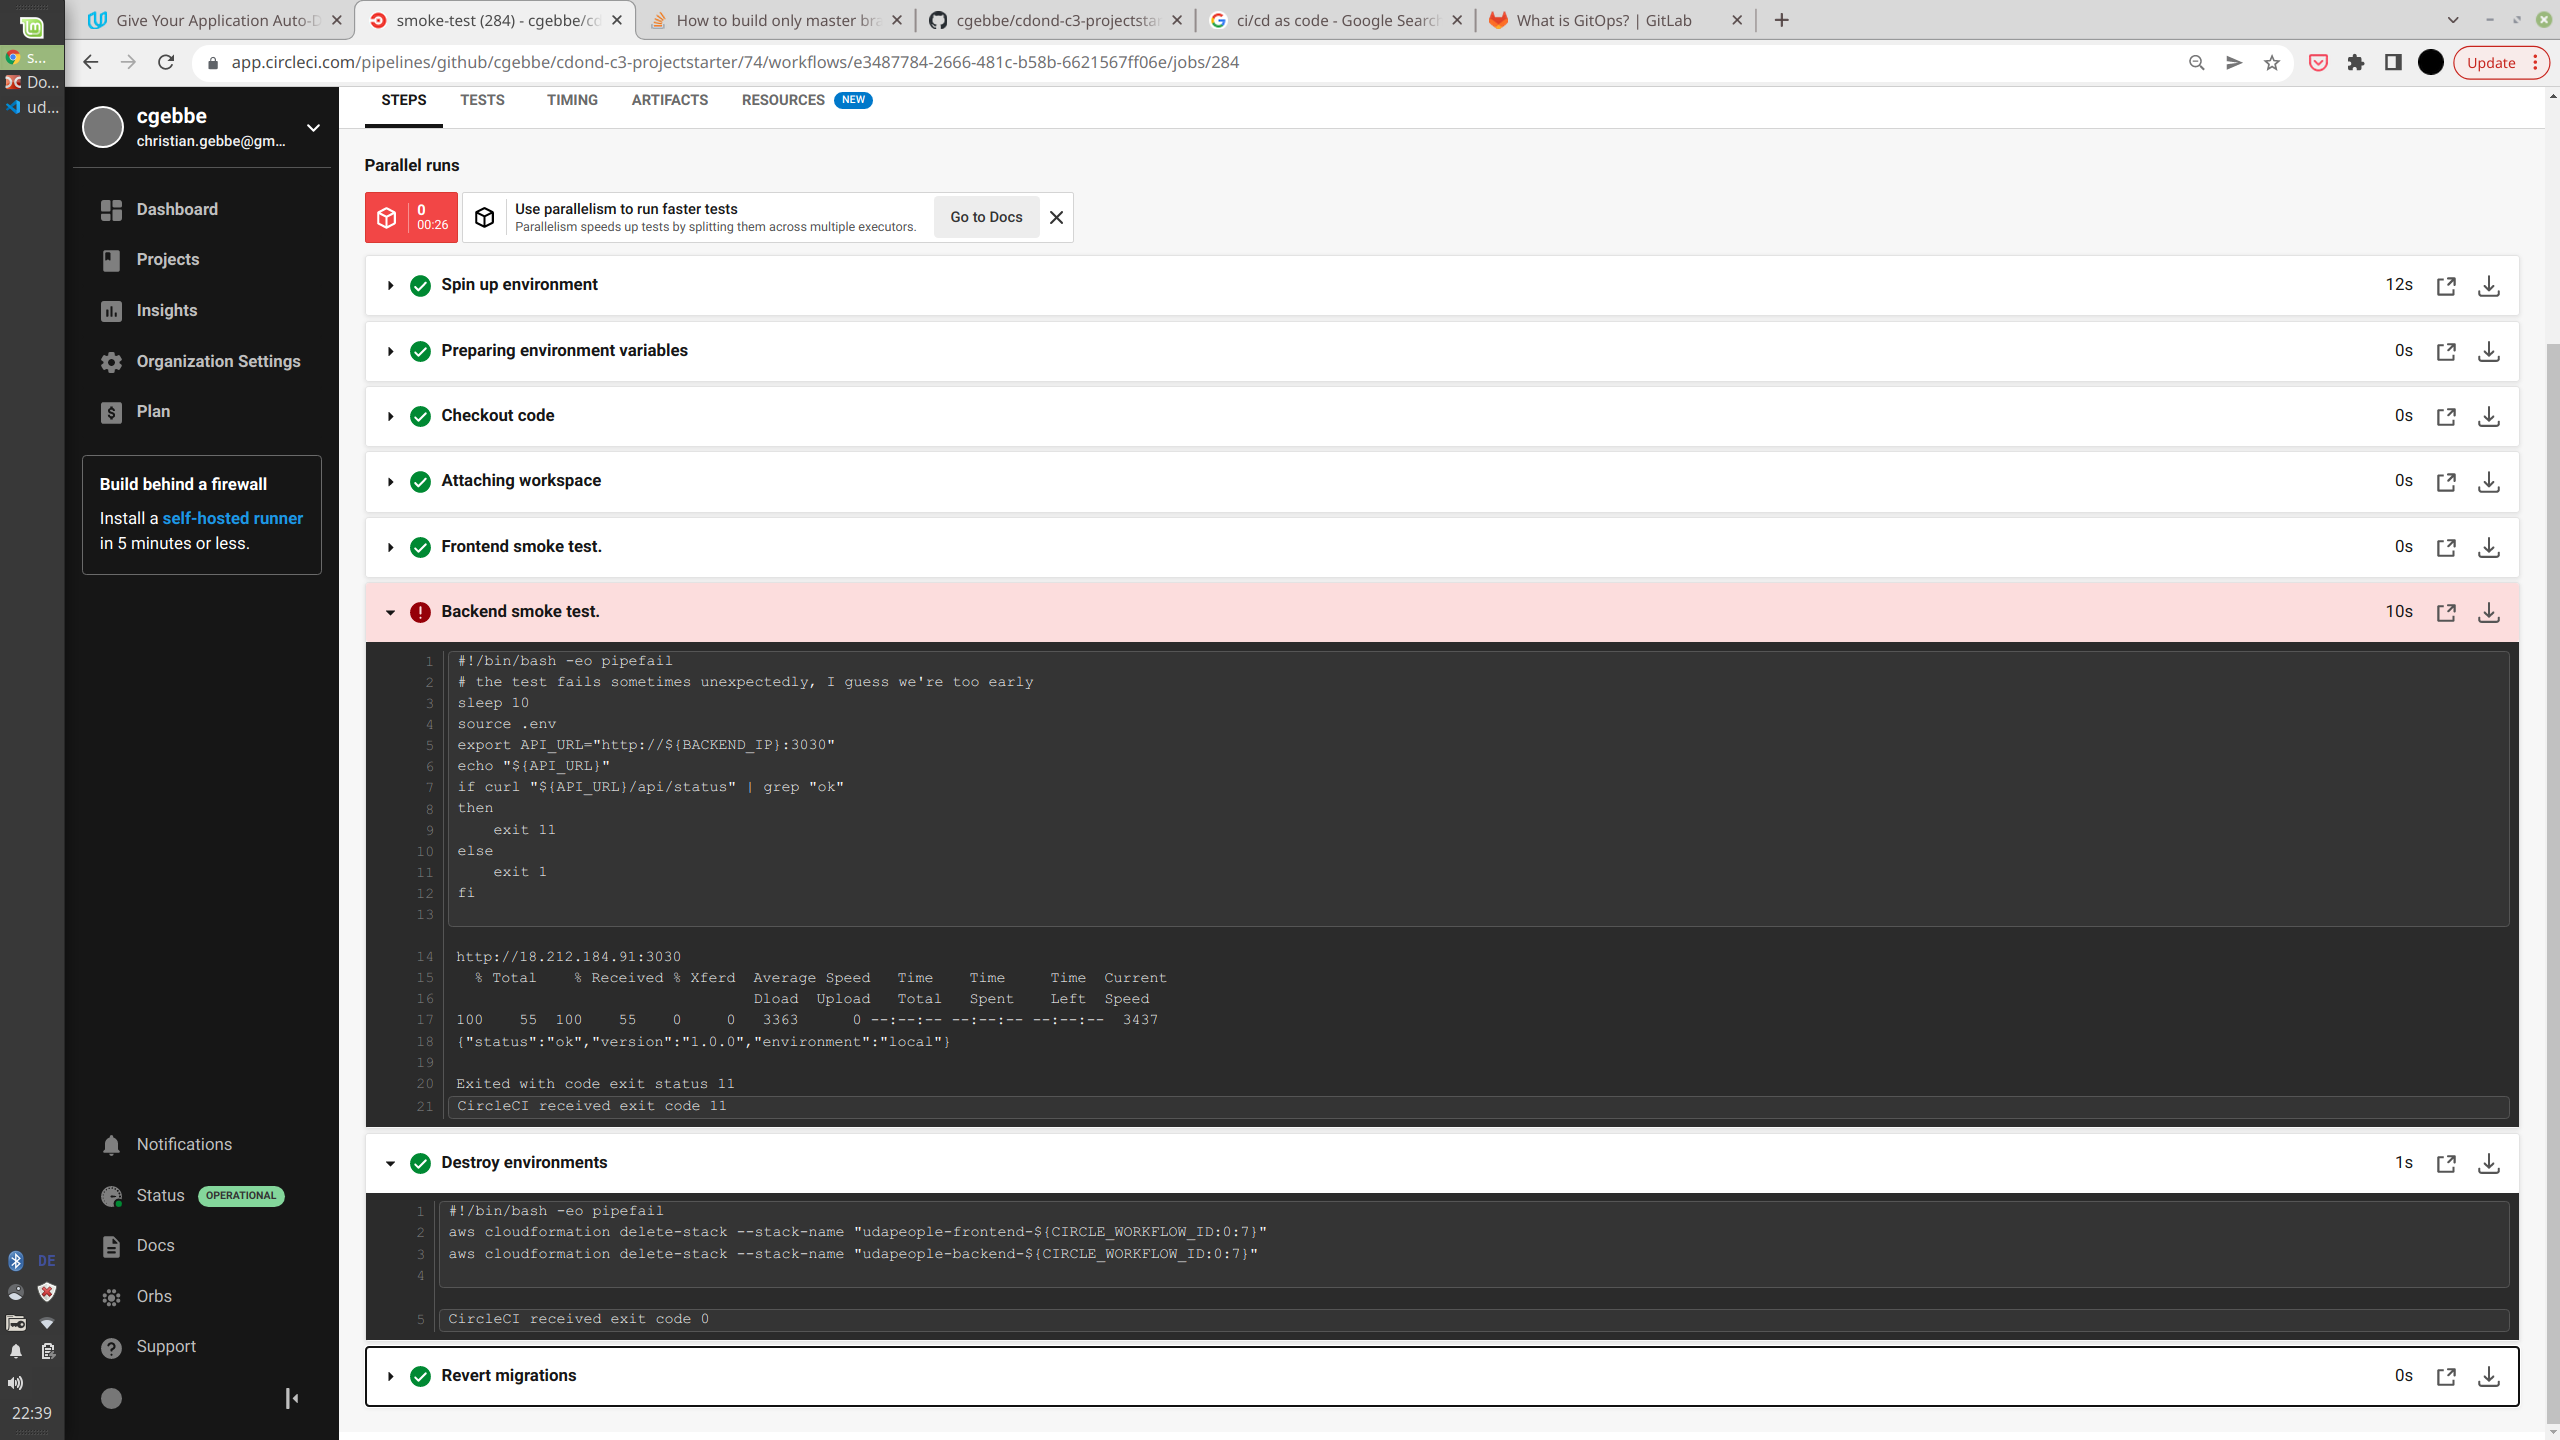 Give Your Application Auto-D
smoke-test (284) - cgebbe/cd
How to build only master bra
cgebbe/cdond-c3-projectstar
ci/cd as code - Google Search
What is GitOps? | GitLab
S...
Do...
ud...
app.circleci.com/pipelines/github/cgebbe/cdond-c3-projectstarter/74/workflows/e3487784-2666-481c-b58b-6621567ff06e/jobs/284
Update
cgebbe
christian.gebbe@gm...
Dashboard
Projects
Insights
Organization Settings
Plan
Build behind a firewall
Install a self-hosted runner
in 5 minutes or less.
Notifications
Status OPERATIONAL
Docs
Orbs
Support
DE
22:39
STEPS TESTS TIMING ARTIFACTS RESOURCES NEW
Parallel runs
0
00:26
Use parallelism to run faster tests
Parallelism speeds up tests by splitting them across multiple executors.
Go to Docs
Spin up environment 12s
Preparing environment variables 0s
Checkout code 0s
Attaching workspace 0s
Frontend smoke test. 0s
Backend smoke test. 10s
1 #!/bin/bash -eo pipefail
2 # the test fails sometimes unexpectedly, I guess we're too early
3 sleep 10
4 source .env
5 export API_URL="http://${BACKEND_IP}:3030"
6 echo "${API_URL}"
7 if curl "${API_URL}/api/status" | grep "ok"
8 then
9 exit 11
10 else
11 exit 1
12 fi
13
14 http://18.212.184.91:3030
15 % Total % Received % Xferd Average Speed Time Time Time Current
16 Dload Upload Total Spent Left Speed
17 100 55 100 55 0 0 3363 0 --:--:-- --:--:-- --:--:-- 3437
18 {"status":"ok","version":"1.0.0","environment":"local"}
19
20 Exited with code exit status 11
21 CircleCI received exit code 11
Destroy environments 1s
1 #!/bin/bash -eo pipefail
2 aws cloudformation delete-stack --stack-name "udapeople-frontend-${CIRCLE_WORKFLOW_ID:0:7}"
3 aws cloudformation delete-stack --stack-name "udapeople-backend-${CIRCLE_WORKFLOW_ID:0:7}"
4
5 CircleCI received exit code 0
Revert migrations 0s